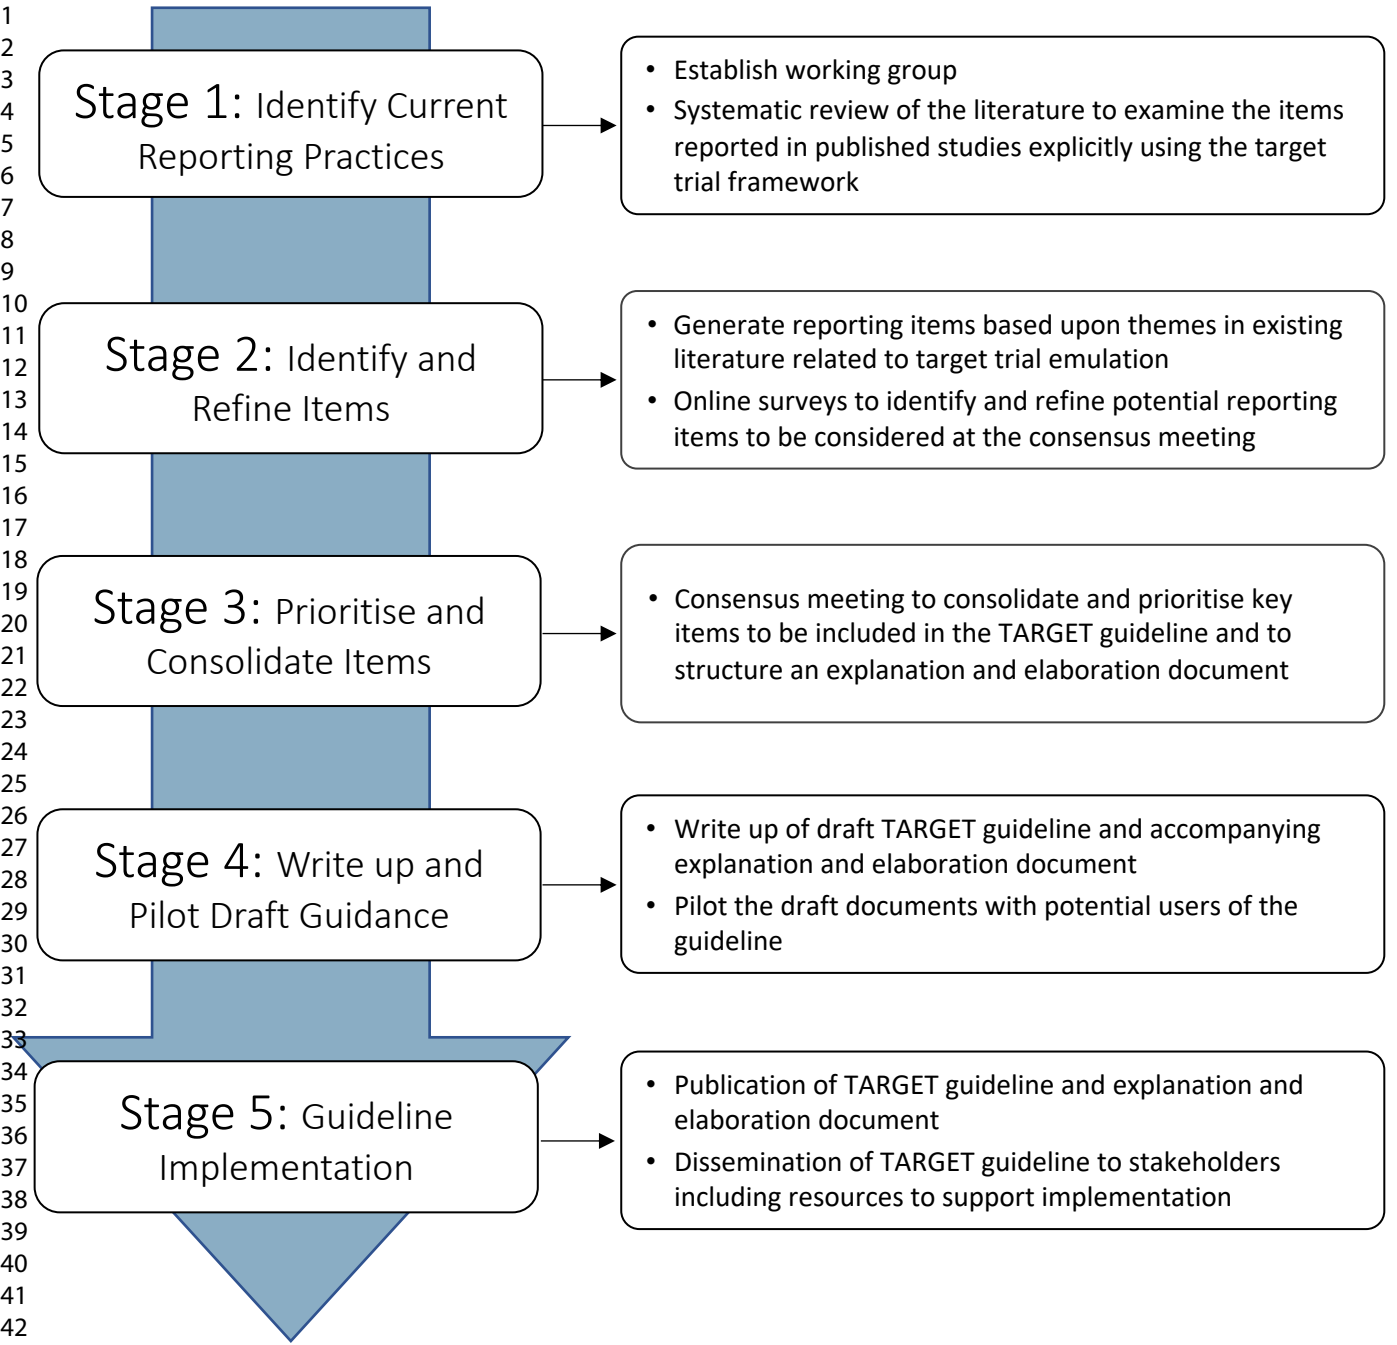 1
2
3
4
5
6
7
8
9
10
11
12
13
14
15
16
17
18
19
20
21
22
23
24
25
26
27
28
29
30
31
32
33
34
35
36
37
38
39
40
41
42
Stage 1: Identify Current
Reporting Practices
• Establish working group
• Systematic review of the literature to examine the items
reported in published studies explicitly using the target
trial framework
Stage 2: Identify and
Refine Items
• Generate reporting items based upon themes in existing
literature related to target trial emulation
• Online surveys to identify and refine potential reporting
items to be considered at the consensus meeting
Stage 3: Prioritise and
Consolidate Items
• Consensus meeting to consolidate and prioritise key
items to be included in the TARGET guideline and to
structure an explanation and elaboration document
Stage 4: Write up and
Pilot Draft Guidance
• Write up of draft TARGET guideline and accompanying
explanation and elaboration document
• Pilot the draft documents with potential users of the
guideline
Stage 5: Guideline
Implementation
• Publication of TARGET guideline and explanation and
elaboration document
• Dissemination of TARGET guideline to stakeholders
including resources to support implementation